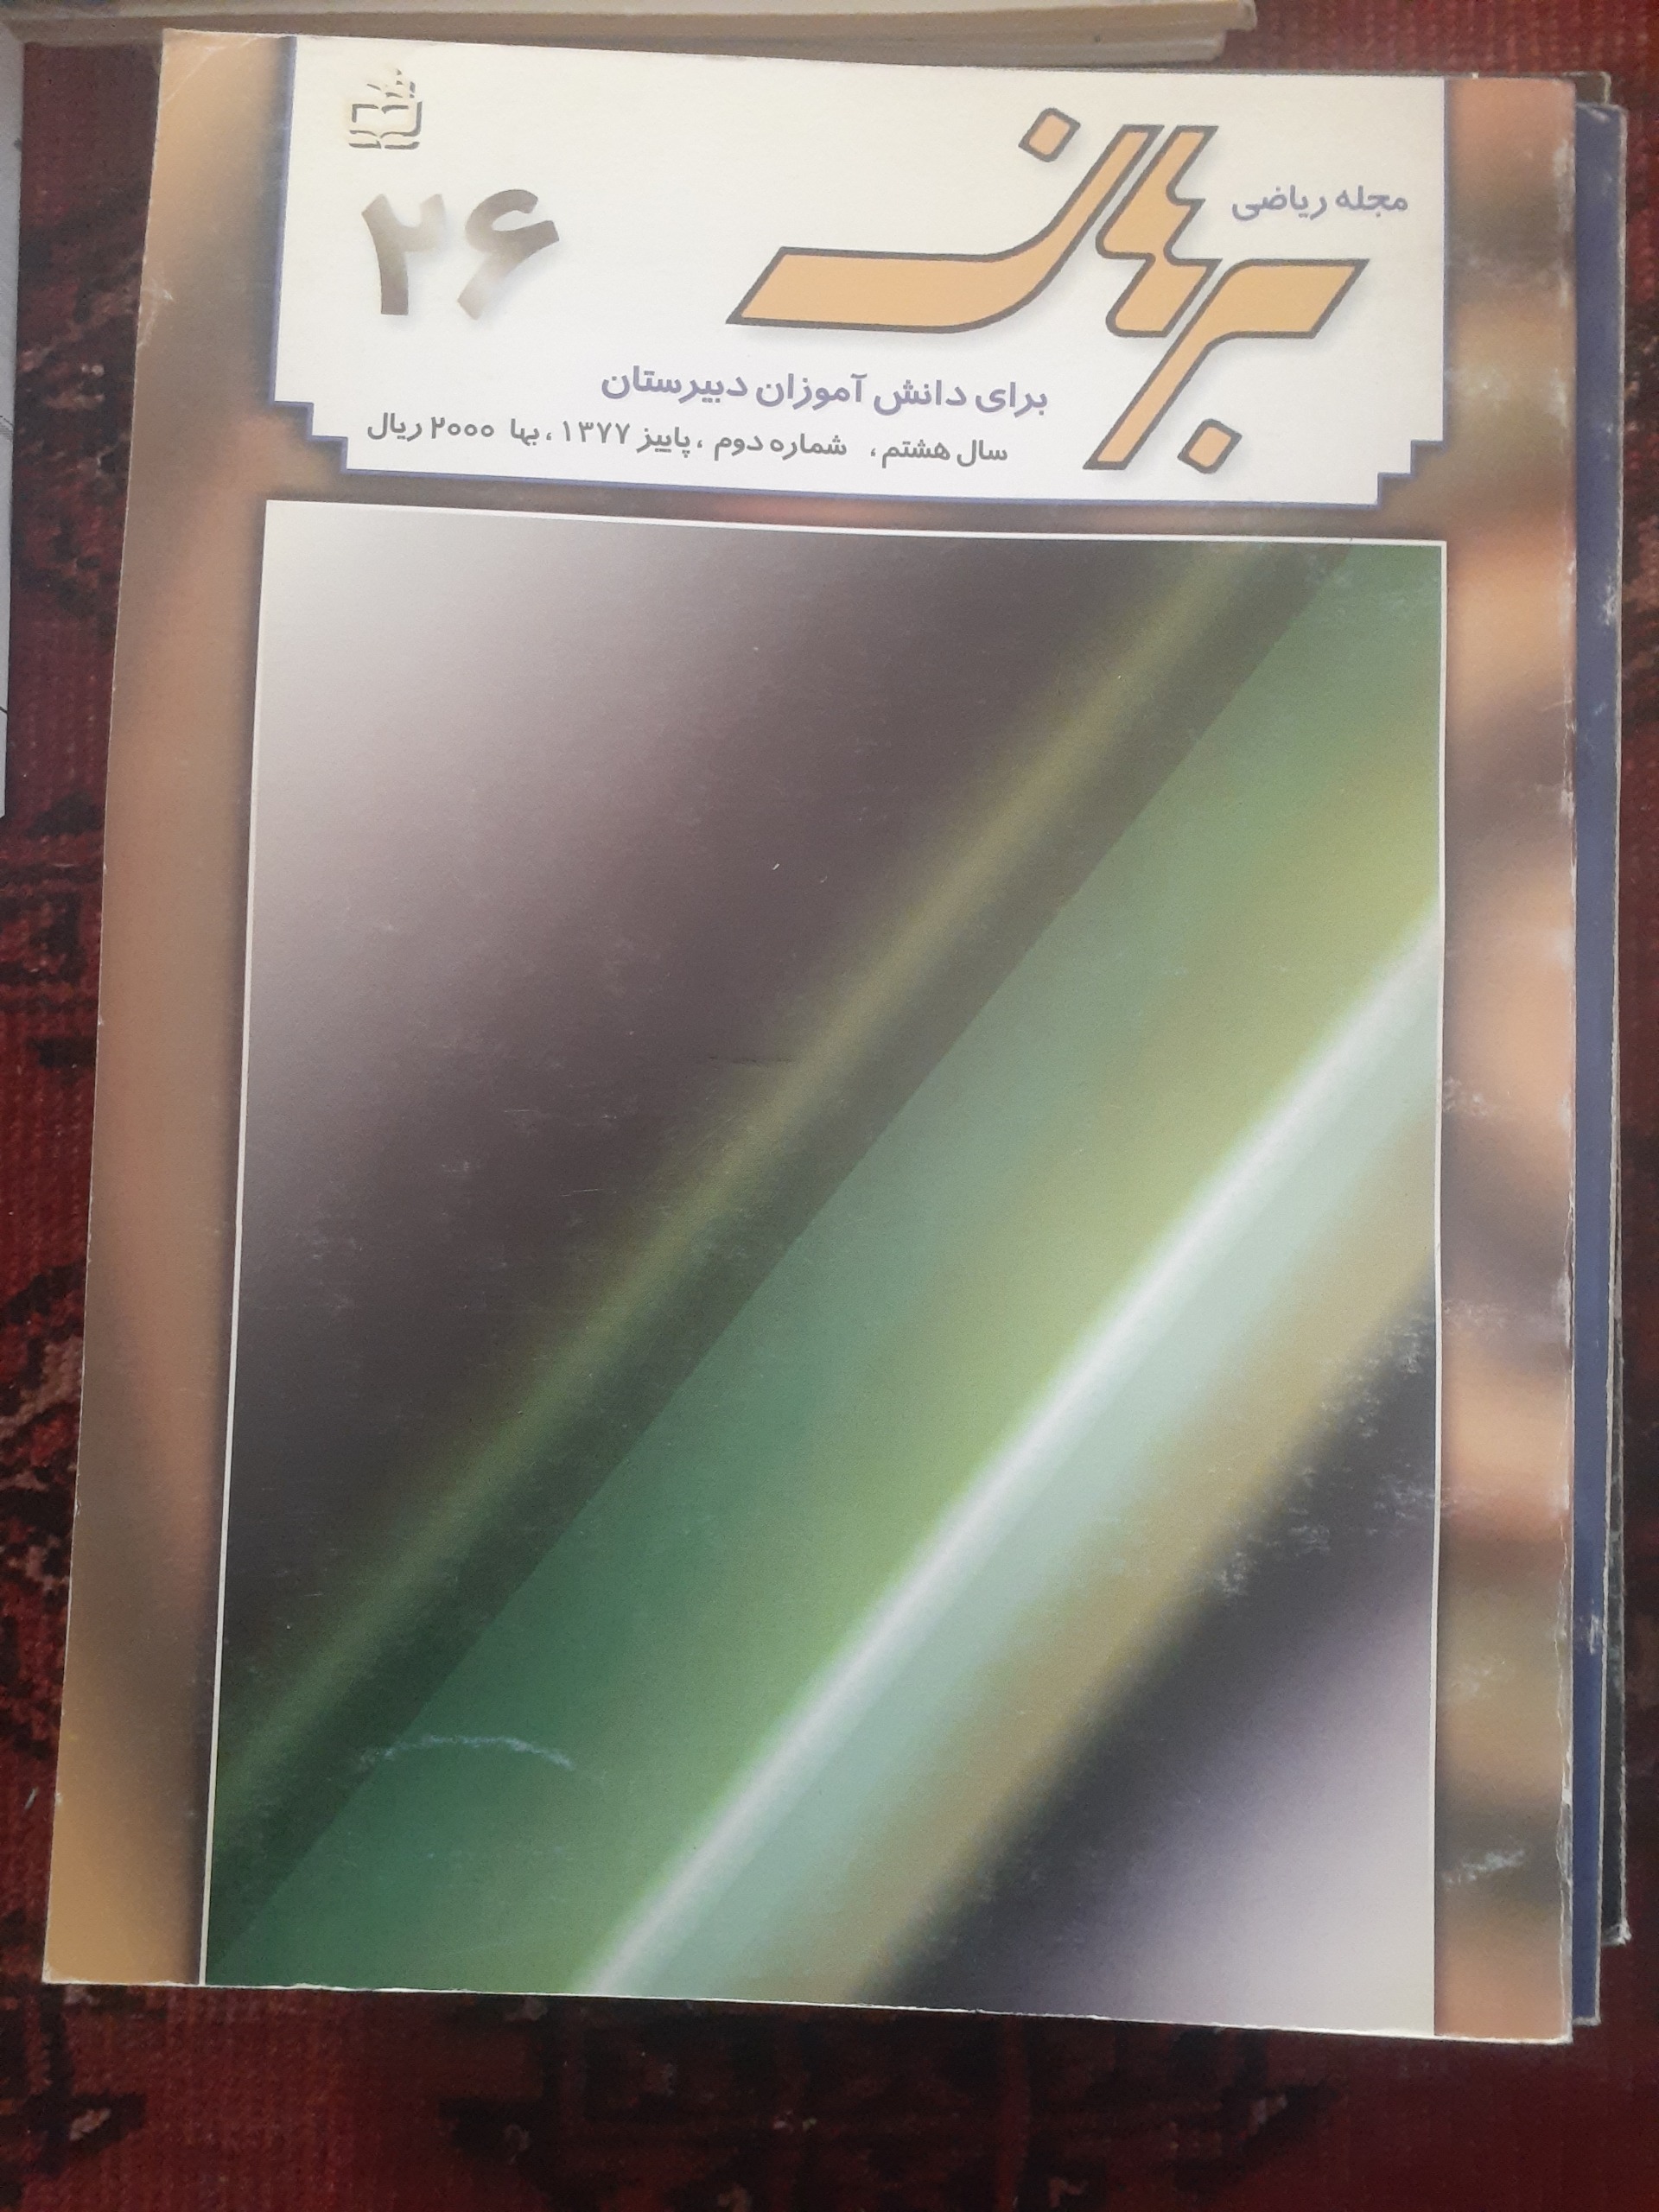 مجله ریاضی
برهان
۲۶
برای دانش آموزان دبیرستان
سال هشتم، شماره دوم، پاییز ۱۳۷۷، بها ۲۰۰۰ ریال